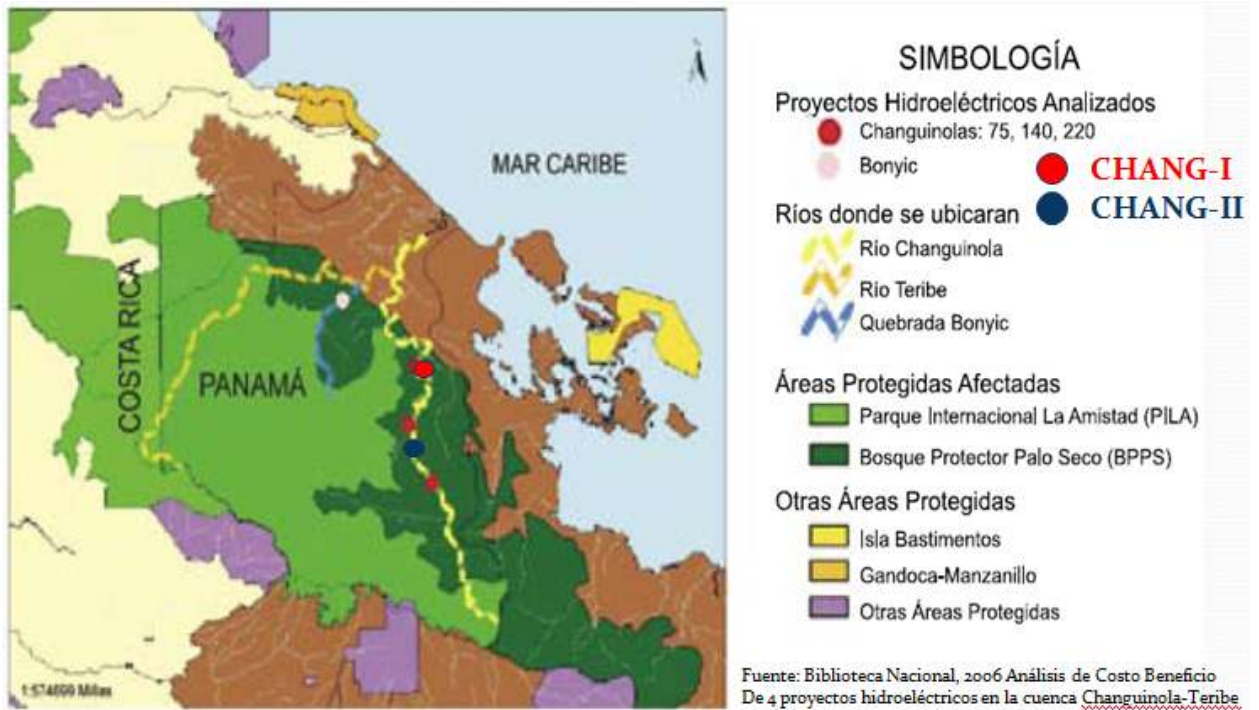 MAR CARIBE
COSTA RICA
PANAMÁ
1:574699 Millas
SIMBOLOGÍA
Proyectos Hidroeléctricos Analizados
Changuinolas: 75, 140, 220
Bonyic
CHANG-I
CHANG-II
Ríos donde se ubicaran
Río Changuinola
Río Teribe
Quebrada Bonyic
Áreas Protegidas Afectadas
Parque Internacional La Amistad (PILA)
Bosque Protector Palo Seco (BPPS)
Otras Áreas Protegidas
Isla Bastimentos
Gandoca-Manzanillo
Otras Áreas Protegidas
Fuente: Biblioteca Nacional, 2006 Análisis de Costo Beneficio
De 4 proyectos hidroeléctricos en la cuenca Changuinola-Teribe